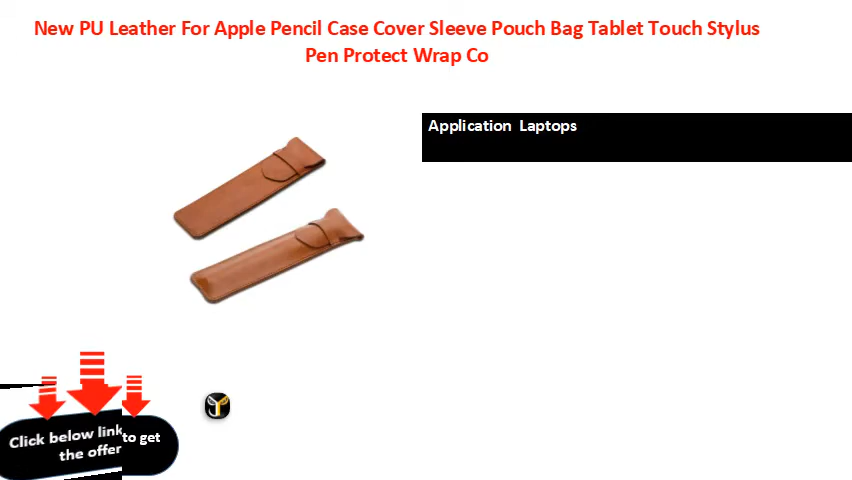 New PU Leather For Apple Pencil Case Cover Sleeve Pouch Bag Tablet Touch Stylus
Pen Protect Wrap Co
Application Laptops
Click below link to get
the offer